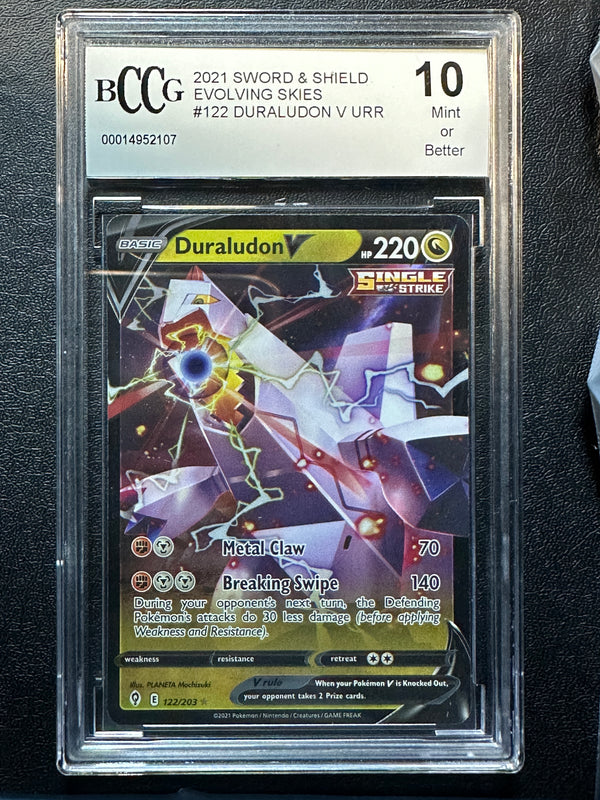 BCCG
2021 SWORD & SHIELD
EVOLVING SKIES
#122 DURALUDON V URR
00014952107
10
Mint
or
Better
BASIC Duraludon V HP 220
SINGLE
STRIKE
Metal Claw 70
Breaking Swipe 140
During your opponent's next turn, the Defending
Pokémon's attacks do 30 less damage (before applying
Weakness and Resistance).
weakness resistance retreat
Illus. PLANETA Mochizuki
V rule When your Pokémon V is Knocked Out,
your opponent takes 2 Prize cards.
E 122/203
©2021 Pokémon / Nintendo / Creatures / GAME FREAK